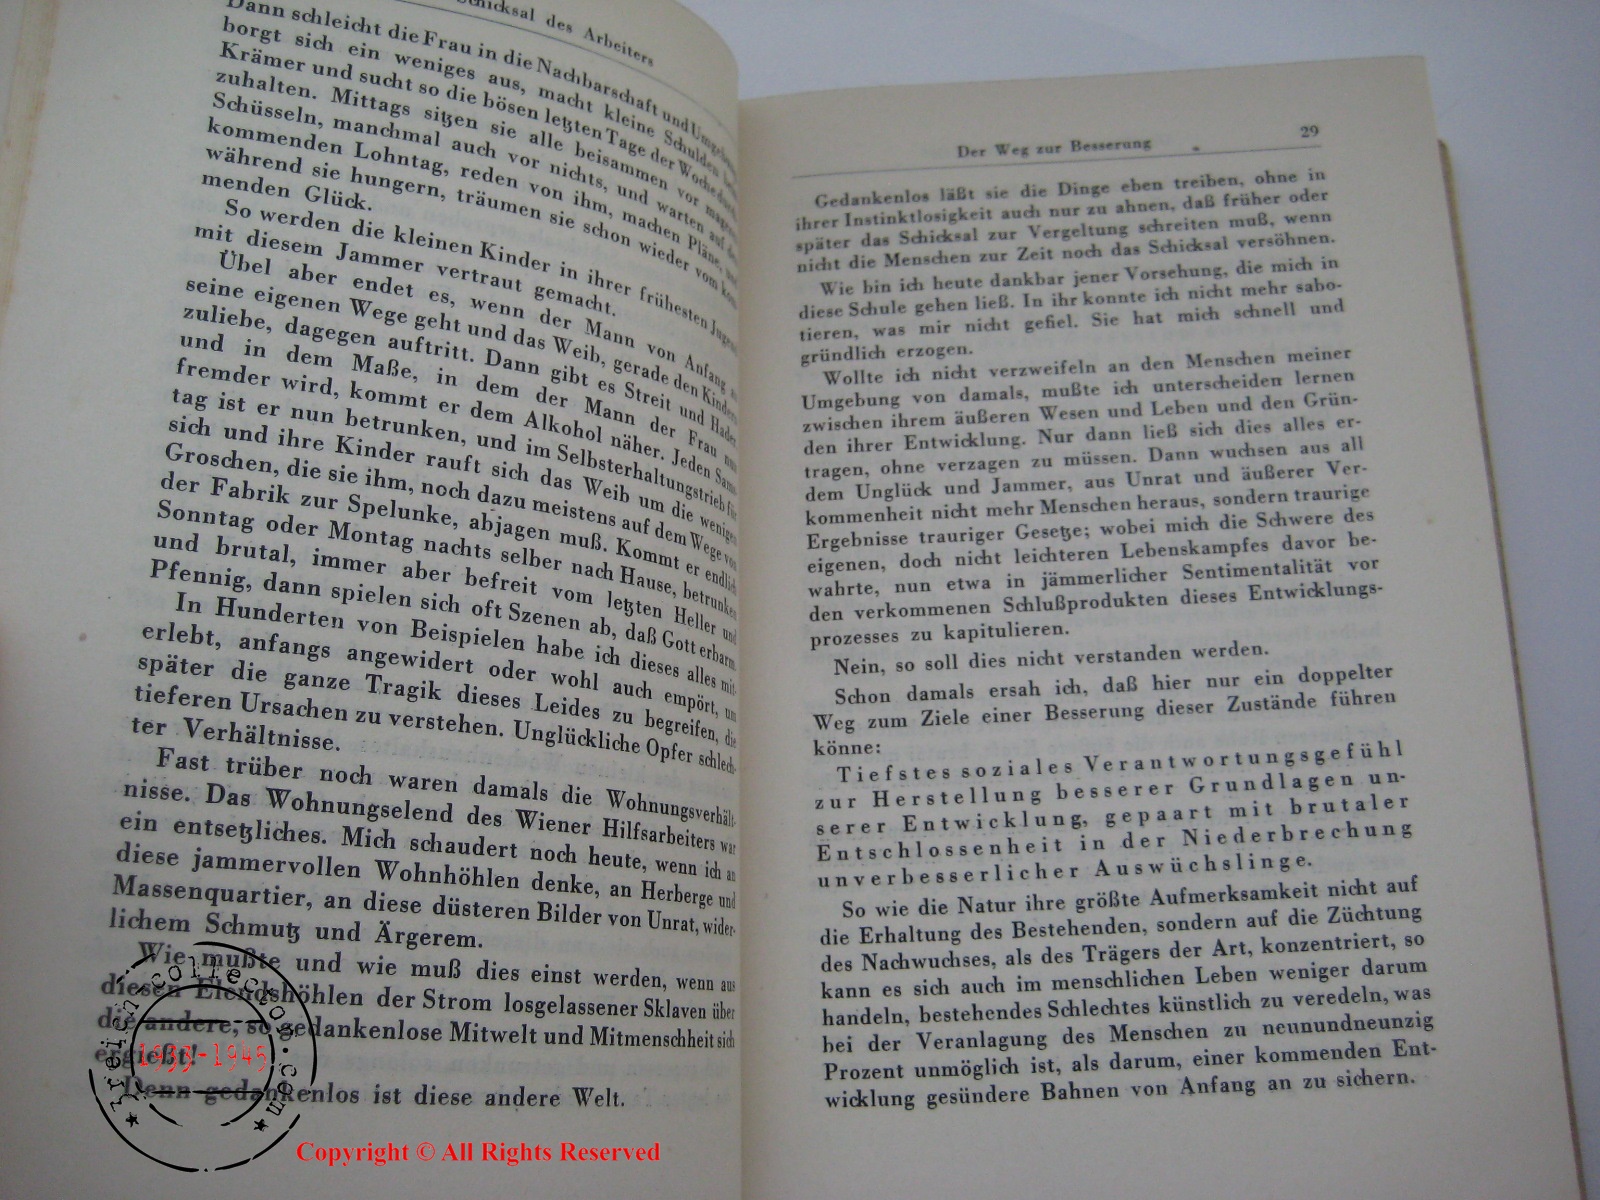 Schicksal des Arbeiters
Dann schleicht die Frau in die Nachbarschaft und Umgebung,
borgt sich ein weniges aus, macht kleine Schulden beim
Krämer und sucht so die bösen letzten Tage der Woche durch-
zuhalten. Mittags sitzen sie alle beisammen vor mageren
Schüsseln, manchmal auch vor nichts, und warten auf den
kommenden Lohntag, reden von ihm, machen Pläne, und
während sie hungern, träumen sie schon wieder vom kom-
menden Glück.
So werden die kleinen Kinder in ihrer frühesten Jugend
mit diesem Jammer vertraut gemacht.
Übel aber endet es, wenn der Mann von Anfang an
seine eigenen Wege geht und das Weib, gerade den Kindern
zuliebe, dagegen auftritt. Dann gibt es Streit und Hader,
und in dem Maße, in dem der Mann der Frau nun
fremder wird, kommt er dem Alkohol näher. Jeden Sams-
tag ist er nun betrunken, und im Selbsterhaltungstrieb für
sich und ihre Kinder rauft sich das Weib um die wenigen
Groschen, die sie ihm, noch dazu meistens auf dem Wege von
der Fabrik zur Spelunke, abjagen muß. Kommt er endlich
Sonntag oder Montag nachts selber nach Hause, betrunken
und brutal, immer aber befreit vom letzten Heller und
Pfennig, dann spielen sich oft Szenen ab, daß Gott erbarm.
In Hunderten von Beispielen habe ich dieses alles mit-
erlebt, anfangs angewidert oder wohl auch empört, um
später die ganze Tragik dieses Leides zu begreifen, die
tieferen Ursachen zu verstehen. Unglückliche Opfer schlech-
ter Verhältnisse.
Fast trüber noch waren damals die Wohnungsverhält-
nisse. Das Wohnungselend des Wiener Hilfsarbeiters war
ein entsetzliches. Mich schaudert noch heute, wenn ich an
diese jammervollen Wohnhöhlen denke, an Herberge und
Massenquartier, an diese düsteren Bilder von Unrat, wider-
lichem Schmutz und Ärgerem.
Wie mußte und wie muß dies einst werden, wenn aus
diesen Elendshöhlen der Strom losgelassener Sklaven über
die andere, so gedankenlose Mitwelt und Mitmenschheit sich
ergießt!
Denn gedankenlos ist diese andere Welt.
1933-1945
Copyright © All Rights Reserved
Der Weg zur Besserung 29
Gedankenlos läßt sie die Dinge eben treiben, ohne in
ihrer Instinktlosigkeit auch nur zu ahnen, daß früher oder
später das Schicksal zur Vergeltung schreiten muß, wenn
nicht die Menschen zur Zeit noch das Schicksal versöhnen.
Wie bin ich heute dankbar jener Vorsehung, die mich in
diese Schule gehen ließ. In ihr konnte ich nicht mehr sabo-
tieren, was mir nicht gefiel. Sie hat mich schnell und
gründlich erzogen.
Wollte ich nicht verzweifeln an den Menschen meiner
Umgebung von damals, mußte ich unterscheiden lernen
zwischen ihrem äußeren Wesen und Leben und den Grün-
den ihrer Entwicklung. Nur dann ließ sich dies alles er-
tragen, ohne verzagen zu müssen. Dann wuchsen aus all
dem Unglück und Jammer, aus Unrat und äußerer Ver-
kommenheit nicht mehr Menschen heraus, sondern traurige
Ergebnisse trauriger Gesetze; wobei mich die Schwere des
eigenen, doch nicht leichteren Lebenskampfes davor be-
wahrte, nun etwa in jämmerlicher Sentimentalität vor
den verkommenen Schlußprodukten dieses Entwicklungs-
prozesses zu kapitulieren.
Nein, so soll dies nicht verstanden werden.
Schon damals ersah ich, daß hier nur ein doppelter
Weg zum Ziele einer Besserung dieser Zustände führen
könne:
Tiefstes soziales Verantwortungsgefühl
zur Herstellung besserer Grundlagen un-
serer Entwicklung, gepaart mit brutaler
Entschlossenheit in der Niederbrechung
unverbesserlicher Auswüchslinge.
So wie die Natur ihre größte Aufmerksamkeit nicht auf
die Erhaltung des Bestehenden, sondern auf die Züchtung
des Nachwuchses, als des Trägers der Art, konzentriert, so
kann es sich auch im menschlichen Leben weniger darum
handeln, bestehendes Schlechtes künstlich zu veredeln, was
bei der Veranlagung des Menschen zu neunundneunzig
Prozent unmöglich ist, als darum, einer kommenden Ent-
wicklung gesündere Bahnen von Anfang an zu sichern.